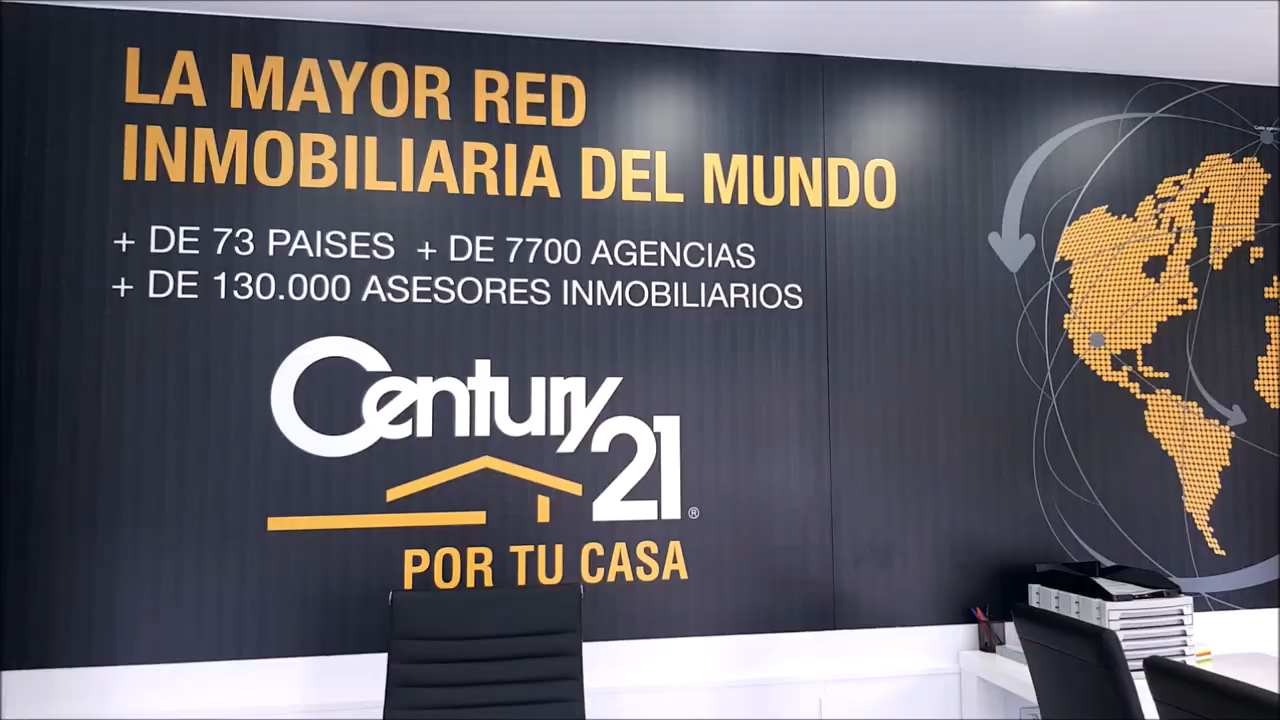 LA MAYOR RED
INMOBILIARIA DEL MUNDO
+ DE 73 PAISES + DE 7700 AGENCIAS
+ DE 130.000 ASESORES INMOBILIARIOS
Century
21®
POR TU CASA